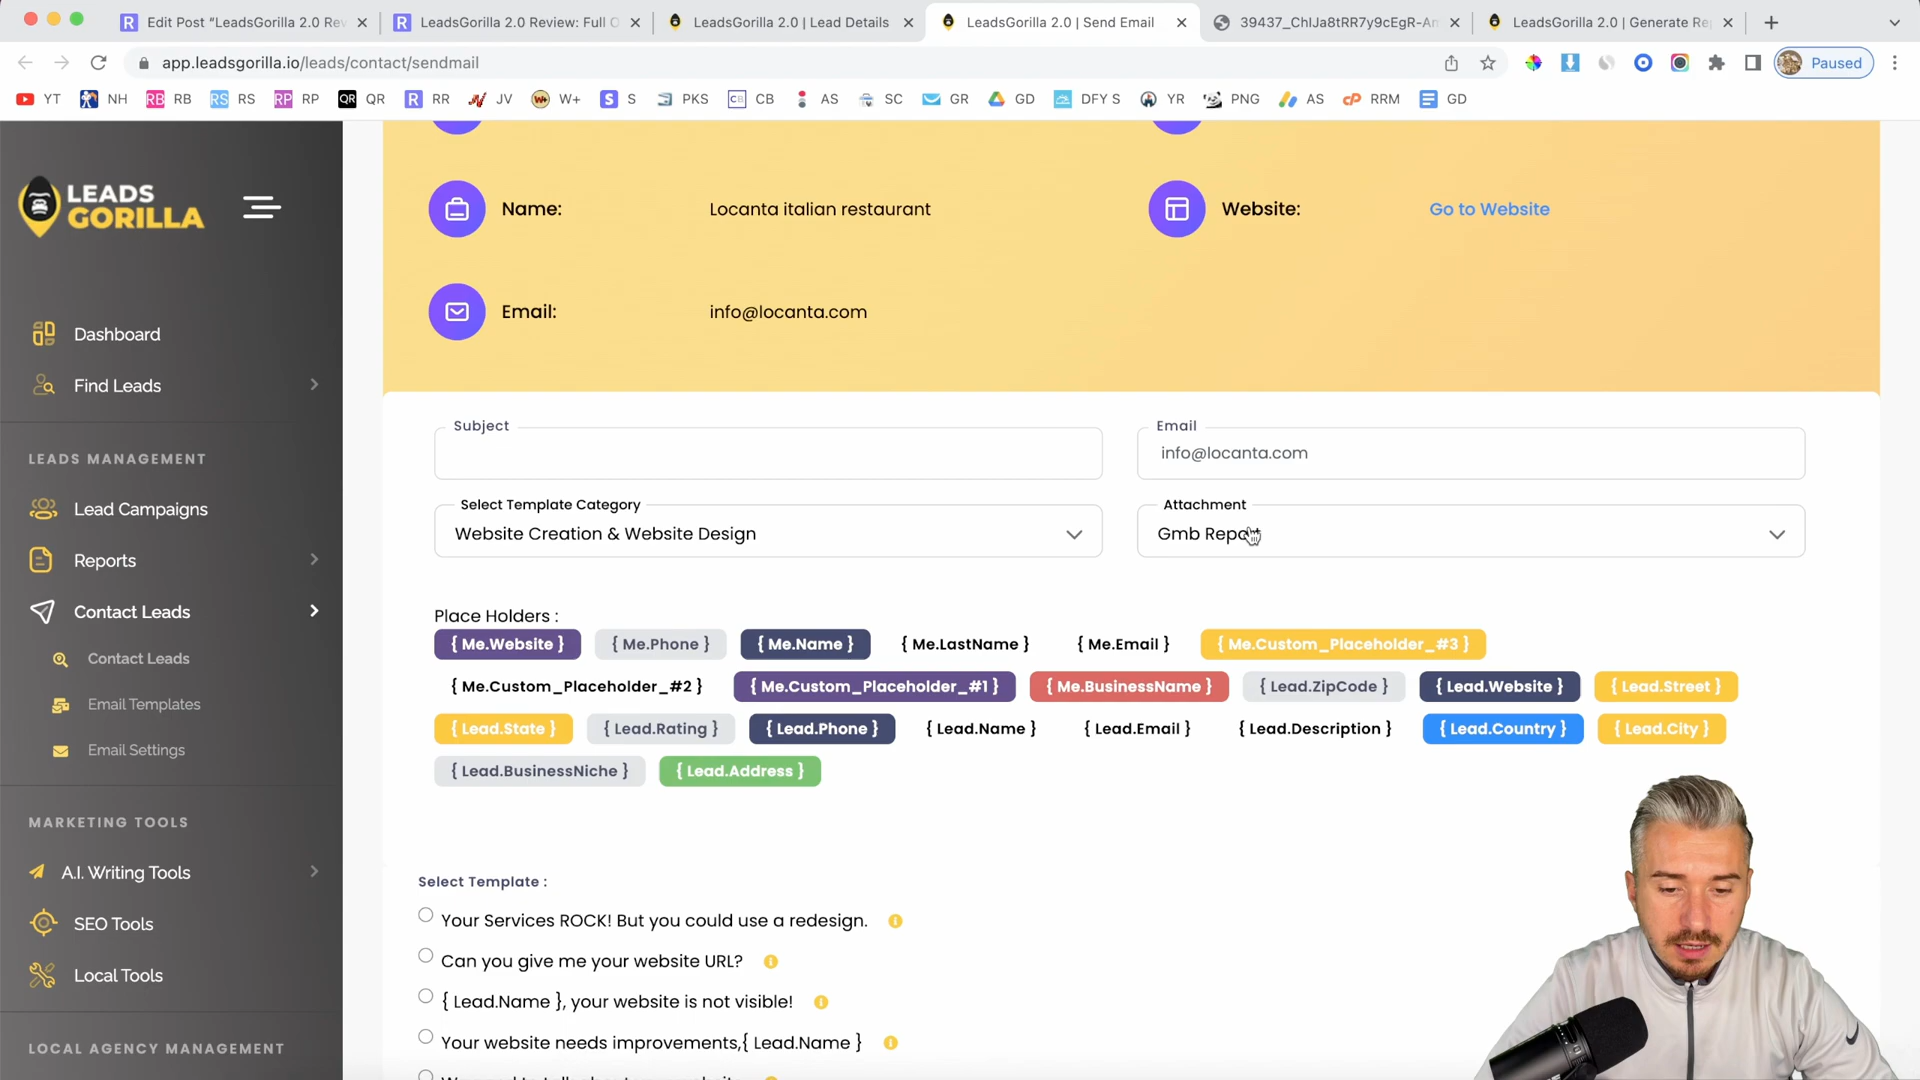 Edit Post “LeadsGorilla 2.0 Rev
LeadsGorilla 2.0 Review: Full O
LeadsGorilla 2.0 | Lead Details
LeadsGorilla 2.0 | Send Email
39437_ChIJa8tRR7y9cEgR-Am
LeadsGorilla 2.0 | Generate Rep
app.leadsgorilla.io/leads/contact/sendmail
Paused
YT NH RB RB RS RS RP RP QR QR R RR JV W+ S S PKS CB CB AS SC GR GD DFY S YR PNG AS RRM GD
LEADS
GORILLA
Name:
Locanta italian restaurant
Website:
Go to Website
Email:
info@locanta.com
Dashboard
Find Leads
LEADS MANAGEMENT
Lead Campaigns
Reports
Contact Leads
Contact Leads
Email Templates
Email Settings
MARKETING TOOLS
A.I. Writing Tools
SEO Tools
Local Tools
LOCAL AGENCY MANAGEMENT
Subject
Email
info@locanta.com
Select Template Category
Website Creation & Website Design
Attachment
Gmb Report
Place Holders :
{ Me.Website } { Me.Phone } { Me.Name } { Me.LastName } { Me.Email } { Me.Custom_Placeholder_#3 }
{ Me.Custom_Placeholder_#2 } { Me.Custom_Placeholder_#1 } { Me.BusinessName } { Lead.ZipCode } { Lead.Website } { Lead.Street }
{ Lead.State } { Lead.Rating } { Lead.Phone } { Lead.Name } { Lead.Email } { Lead.Description } { Lead.Country } { Lead.City }
{ Lead.BusinessNiche } { Lead.Address }
Select Template :
Your Services ROCK! But you could use a redesign.
Can you give me your website URL?
{ Lead.Name }, your website is not visible!
Your website needs improvements,{ Lead.Name }